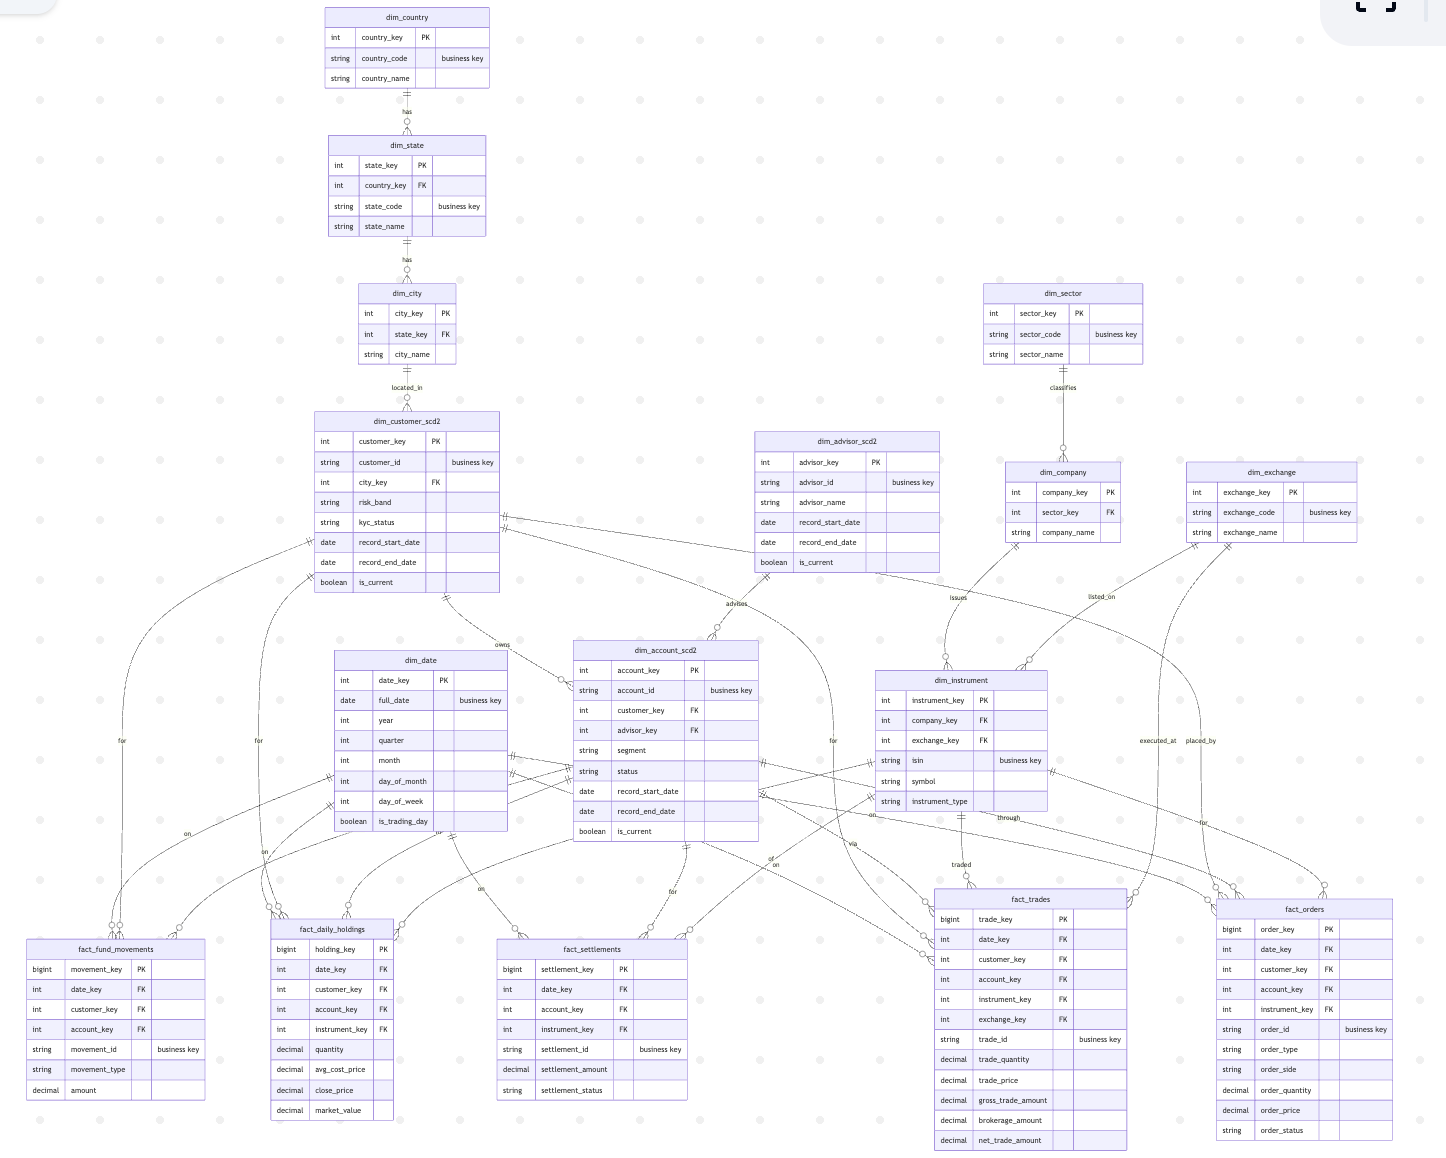 dim_country
int country_key PK
string country_code business key
string country_name
has
dim_state
int state_key PK
int country_key FK
string state_code business key
string state_name
has
dim_city
int city_key PK
int state_key FK
string city_name
located_in
dim_sector
int sector_key PK
string sector_code business key
string sector_name
classifies
dim_customer_scd2
int customer_key PK
string customer_id business key
int city_key FK
string risk_band
string kyc_status
date record_start_date
date record_end_date
boolean is_current
dim_advisor_scd2
int advisor_key PK
string advisor_id business key
string advisor_name
date record_start_date
date record_end_date
boolean is_current
dim_company
int company_key PK
int sector_key FK
string company_name
dim_exchange
int exchange_key PK
string exchange_code business key
string exchange_name
advises
issues
listed_on
owns
dim_date
int date_key PK
date full_date business key
int year
int quarter
int month
int day_of_month
int day_of_week
boolean is_trading_day
dim_account_scd2
int account_key PK
string account_id business key
int customer_key FK
int advisor_key FK
string segment
string status
date record_start_date
date record_end_date
boolean is_current
dim_instrument
int instrument_key PK
int company_key FK
int exchange_key FK
string isin business key
string symbol
string instrument_type
for
for
for
executed_at
placed_by
on
on
on
through
for
via
of
on
traded
on
for
fact_fund_movements
bigint movement_key PK
int date_key FK
int customer_key FK
int account_key FK
string movement_id business key
string movement_type
decimal amount
fact_daily_holdings
bigint holding_key PK
int date_key FK
int customer_key FK
int account_key FK
int instrument_key FK
decimal quantity
decimal avg_cost_price
decimal close_price
decimal market_value
fact_settlements
bigint settlement_key PK
int date_key FK
int account_key FK
int instrument_key FK
string settlement_id business key
decimal settlement_amount
string settlement_status
fact_trades
bigint trade_key PK
int date_key FK
int customer_key FK
int account_key FK
int instrument_key FK
int exchange_key FK
string trade_id business key
decimal trade_quantity
decimal trade_price
decimal gross_trade_amount
decimal brokerage_amount
decimal net_trade_amount
fact_orders
bigint order_key PK
int date_key FK
int customer_key FK
int account_key FK
int instrument_key FK
string order_id business key
string order_type
string order_side
decimal order_quantity
decimal order_price
string order_status